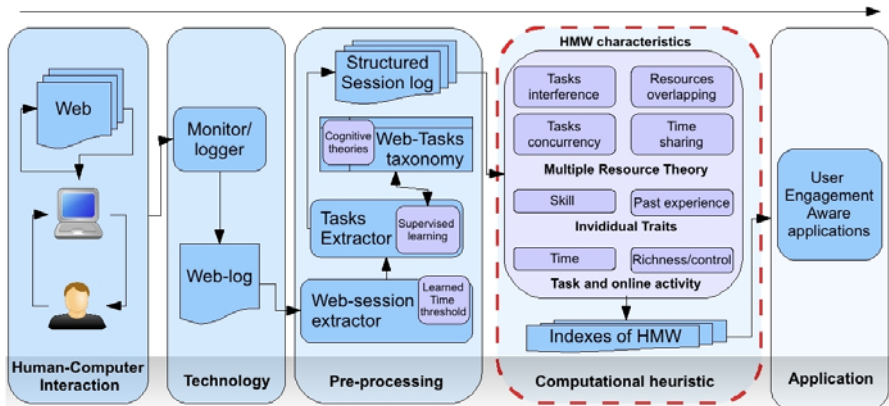 Web
Human-Computer
Interaction
Monitor/
logger
Web-log
Technology
Structured
Session log
Cognitive
theories
Web-Tasks
taxonomy
Tasks
Extractor
Supervised
learning
Web-session
extractor
Learned
Time
threshold
Pre-processing
HMW characteristics
Tasks
interference
Resources
overlapping
Tasks
concurrency
Time
sharing
Multiple Resource Theory
Skill
Past experience
Invididual Traits
Time
Richness/control
Task and online activity
Indexes of HMW
Computational heuristic
User
Engagement
Aware
applications
Application